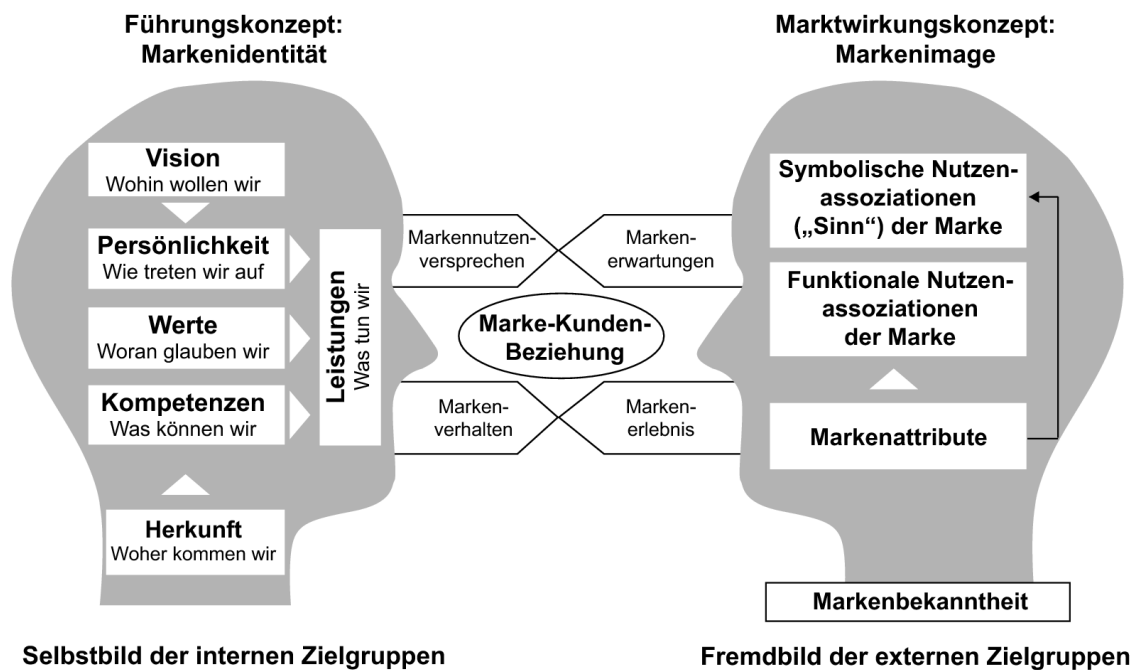 Führungskonzept:
Markenidentität
Vision
Wohin wollen wir
Persönlichkeit
Wie treten wir auf
Werte
Woran glauben wir
Kompetenzen
Was können wir
Herkunft
Woher kommen wir
Leistungen
Was tun wir
Selbstbild der internen Zielgruppen
Markennutzen-
versprechen
Marken-
erwartungen
Marke-Kunden-
Beziehung
Marken-
verhalten
Marken-
erlebnis
Marktwirkungskonzept:
Markenimage
Symbolische Nutzen-
assoziationen
(„Sinn“) der Marke
Funktionale Nutzen-
assoziationen
der Marke
Markenattribute
Markenbekanntheit
Fremdbild der externen Zielgruppen